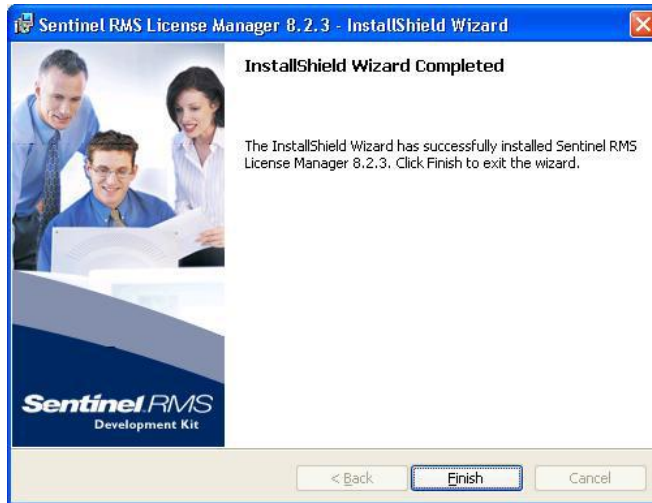 Sentinel RMS License Manager 8.2.3 - InstallShield Wizard
InstallShield Wizard Completed
The InstallShield Wizard has successfully installed Sentinel RMS
License Manager 8.2.3. Click Finish to exit the wizard.
Sentinel RMS
Development Kit
< Back
Finish
Cancel